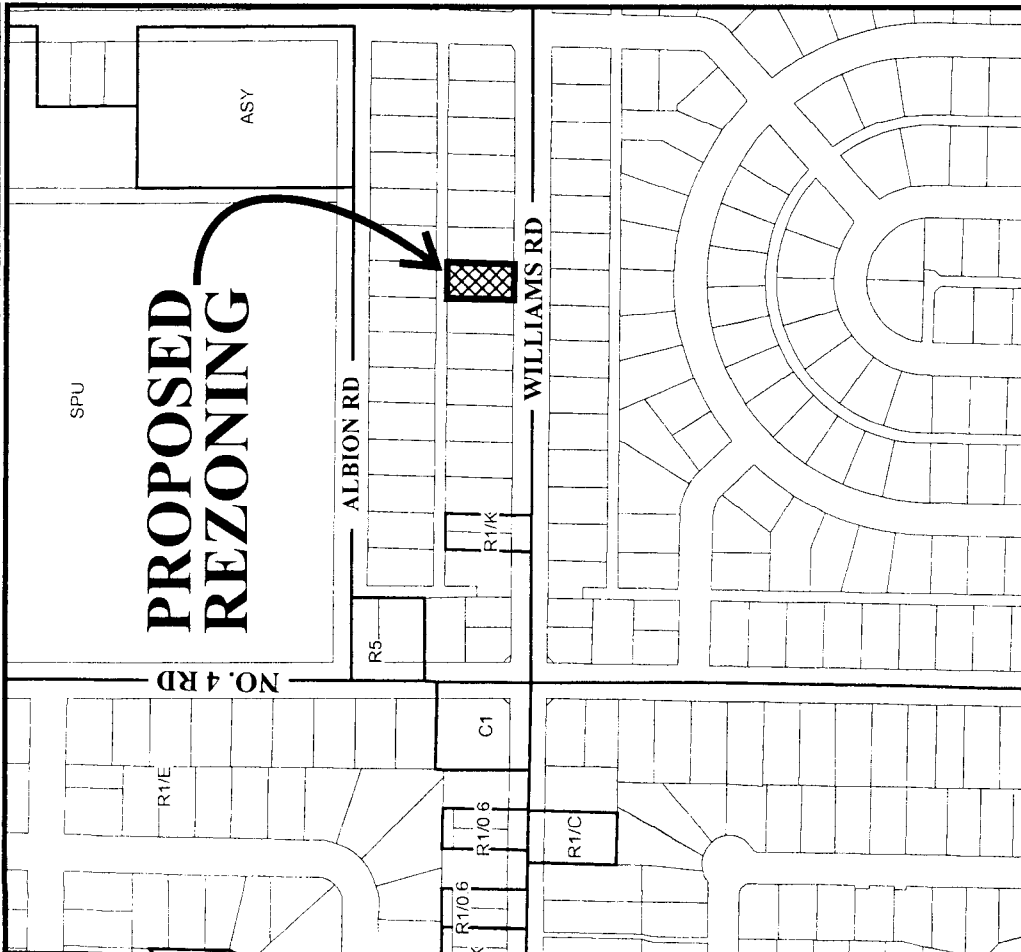 ASY
SPU
PROPOSED
REZONING
ALBION RD
WILLIAMS RD
R1/K
R5
NO. 4 RD
C1
R1/E
R1/0.6
R1/C
R1/0.6